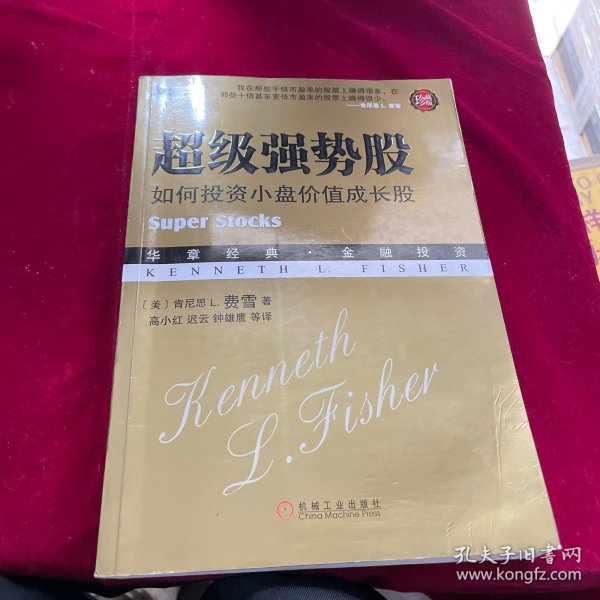 我在那些千倍市盈率的股票上赚得很多，在
那些十倍甚至更低市盈率的股票上赚得很少。
——肯尼思 L. 费雪
珍藏版
超级强势股
如何投资小盘价值成长股
Super Stocks
华章经典·金融投资
KENNETH L. FISHER
〔美〕肯尼思 L. 费雪 著
高小红 迟云 钟雄鹰 等译
Kenneth
L. Fisher
机械工业出版社
China Machine Press
孔夫子旧书网
www.kongfz.com